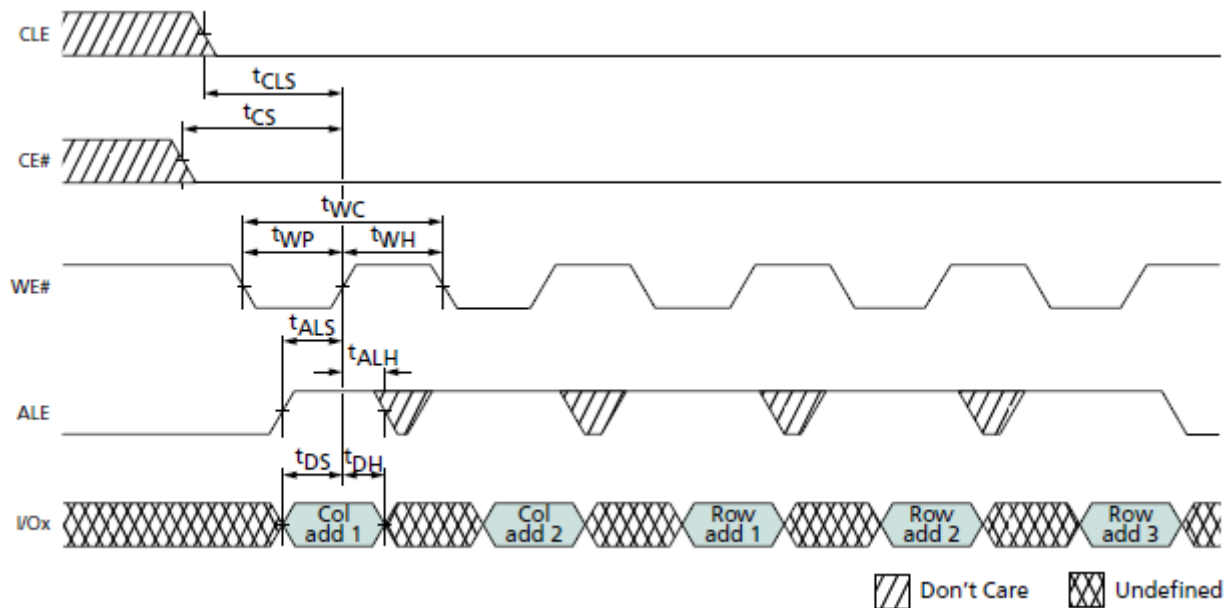 CLE
tCLS
tCS
CE#
tWC
tWP
tWH
WE#
tALS
tALH
ALE
tDS
tDH
I/Ox
Col add 1
Col add 2
Row add 1
Row add 2
Row add 3
Don't Care
Undefined